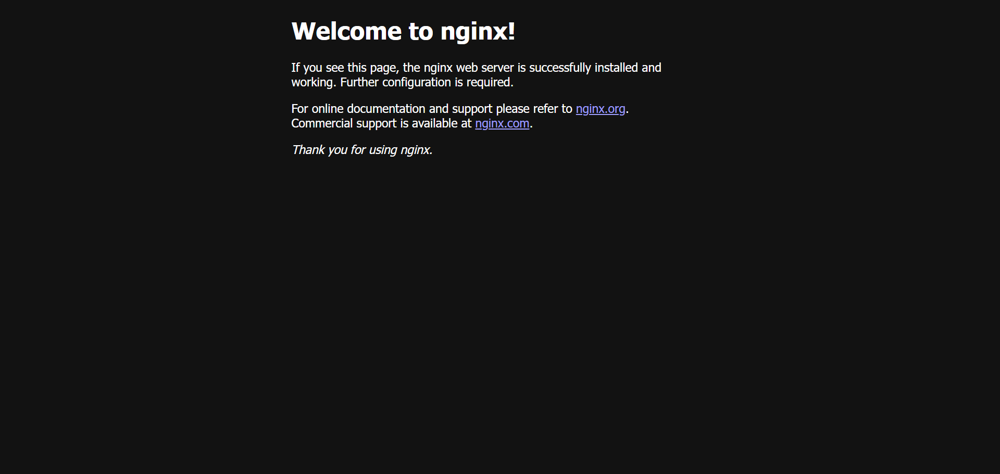 Welcome to nginx!
If you see this page, the nginx web server is successfully installed and
working. Further configuration is required.
For online documentation and support please refer to nginx.org.
Commercial support is available at nginx.com.
Thank you for using nginx.